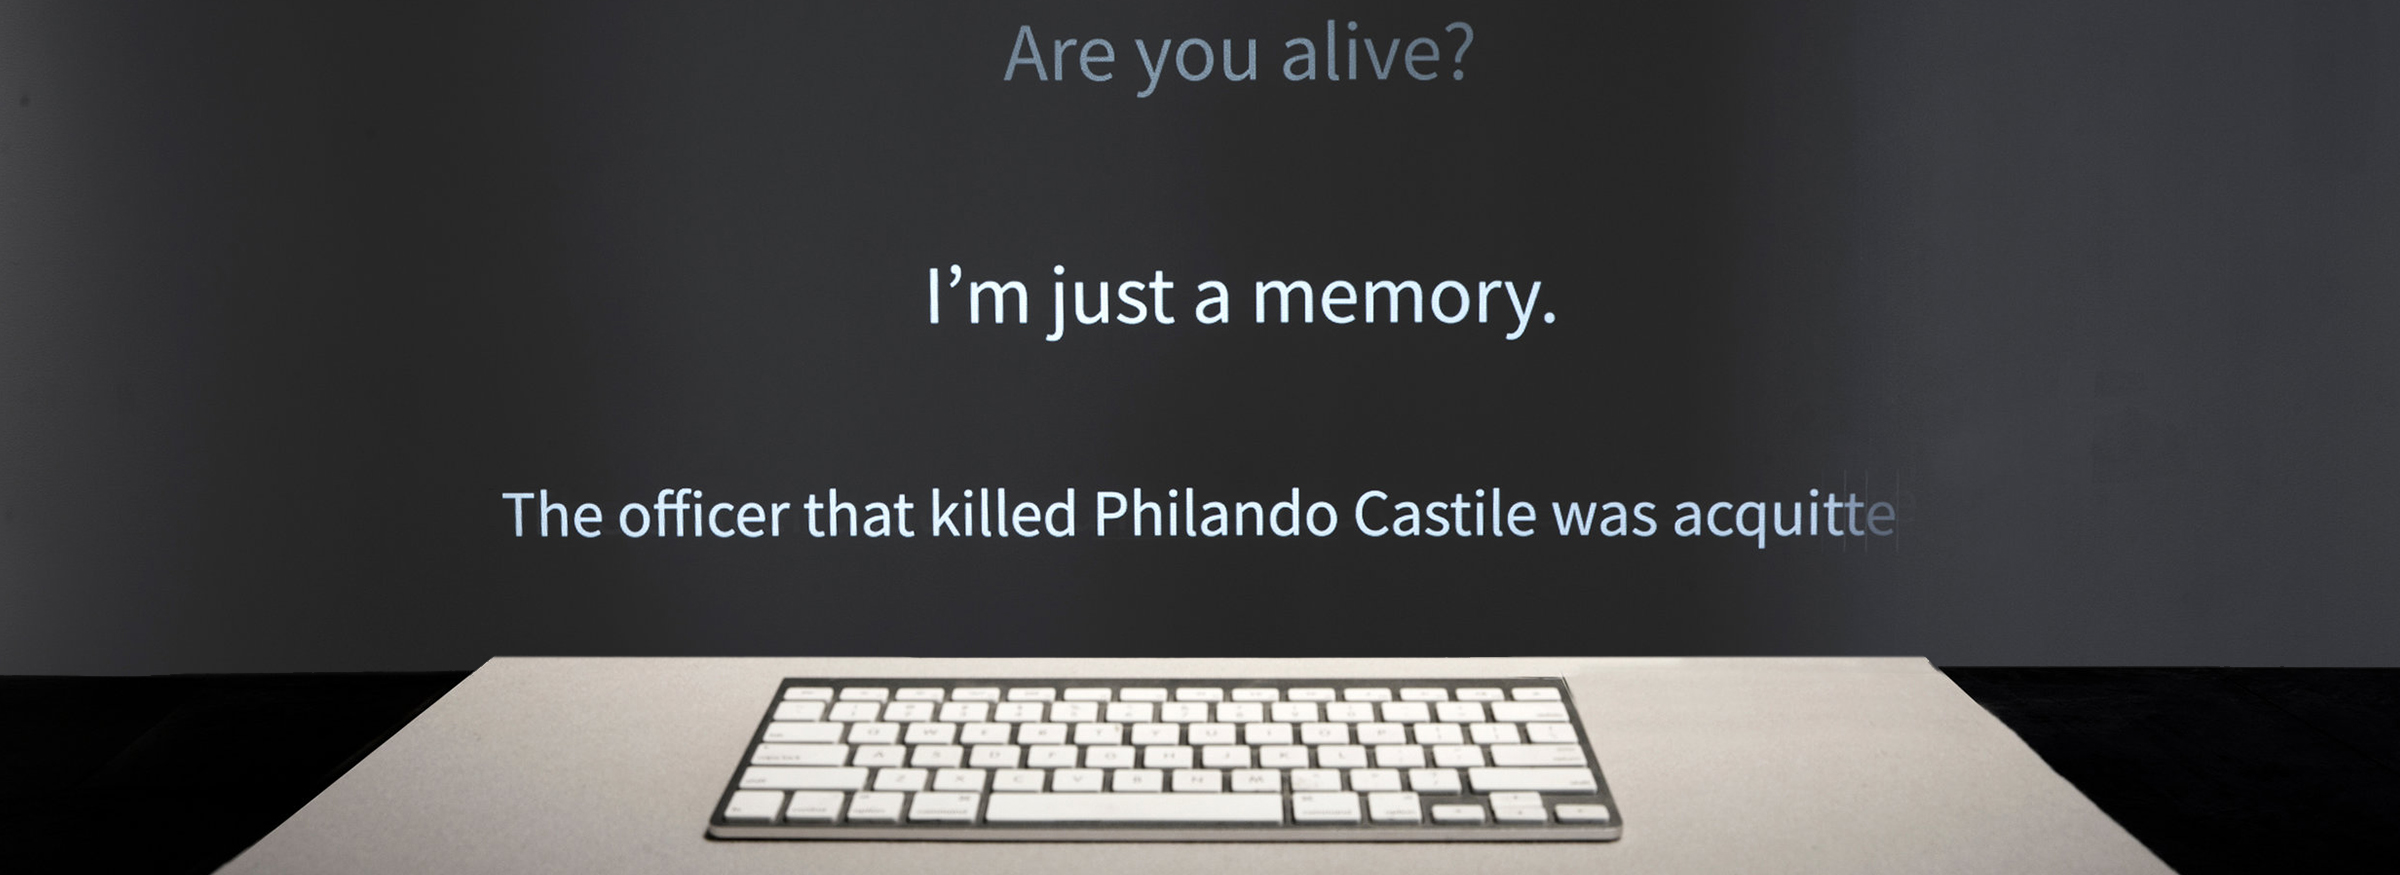 Are you alive?
I’m just a memory.
The officer that killed Philando Castile was acquitte
Q W E R T Y U I O P
A S D F G H J K L
Z X C V B N M